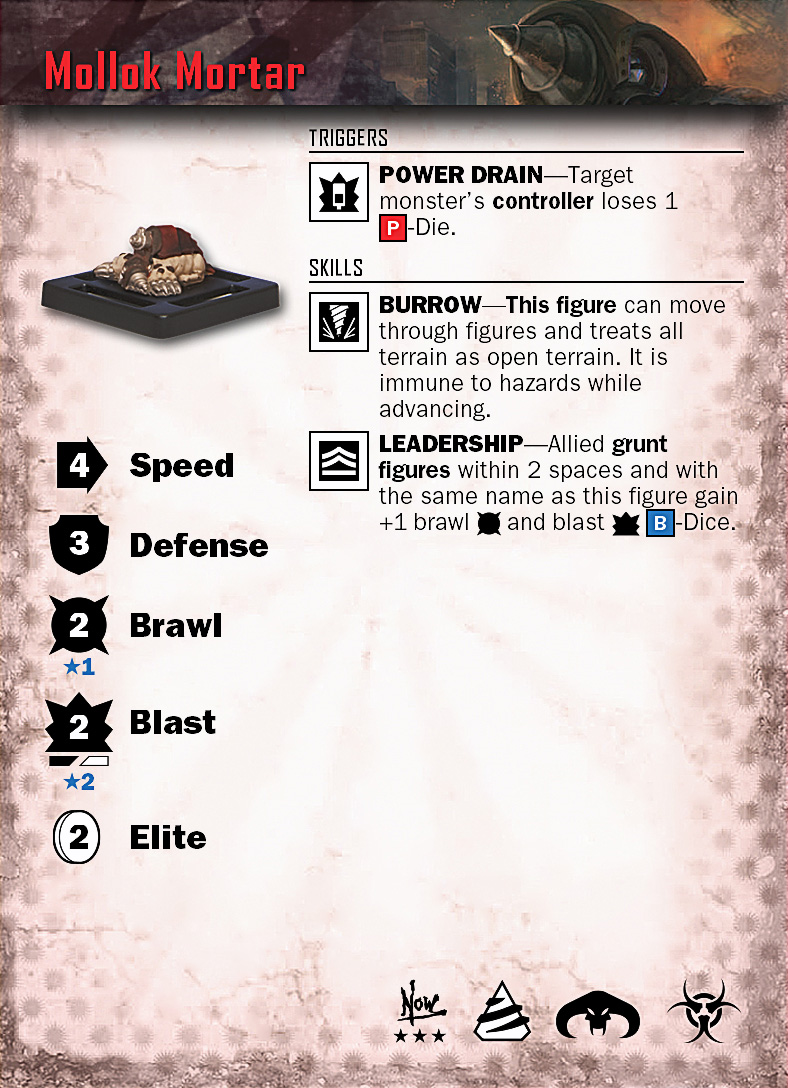 Mollok Mortar
TRIGGERS
POWER DRAIN—Target
monster's controller loses 1
P-Die.
SKILLS
BURROW—This figure can move
through figures and treats all
terrain as open terrain. It is
immune to hazards while
advancing.
LEADERSHIP—Allied grunt
figures within 2 spaces and with
the same name as this figure gain
+1 brawl and blast B-Dice.
4 Speed
3 Defense
2 Brawl
★1
2 Blast
★2
2 Elite
Now
★★★